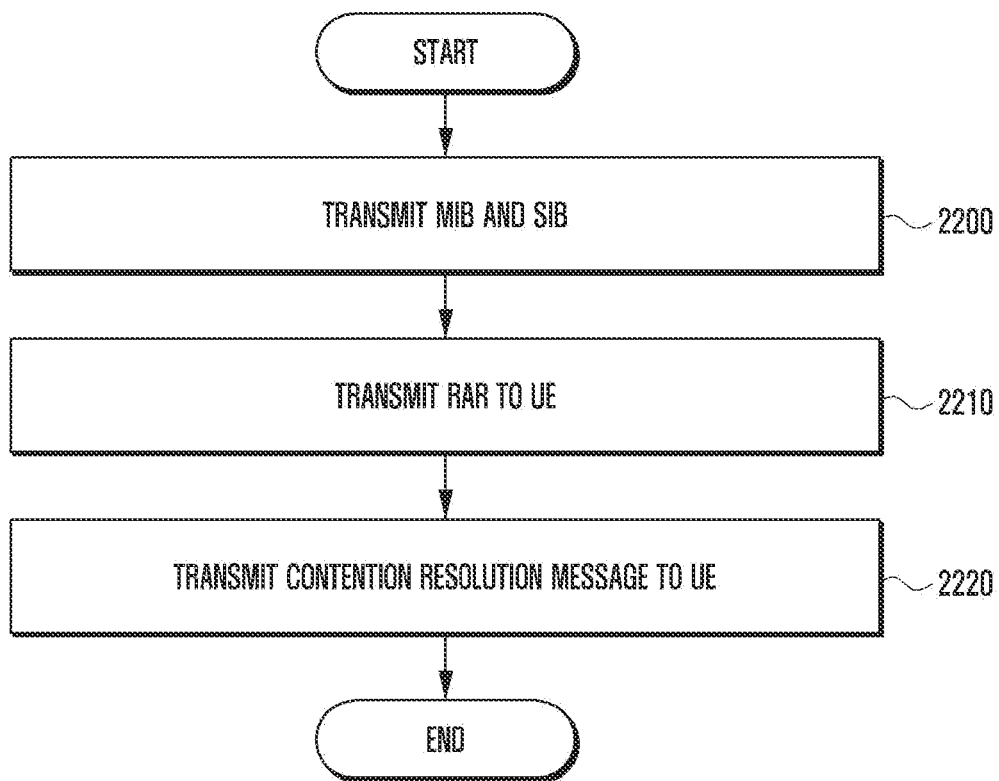 START
TRANSMIT MIB AND SIB
2200
TRANSMIT RAR TO UE
2210
TRANSMIT CONTENTION RESOLUTION MESSAGE TO UE
2220
END